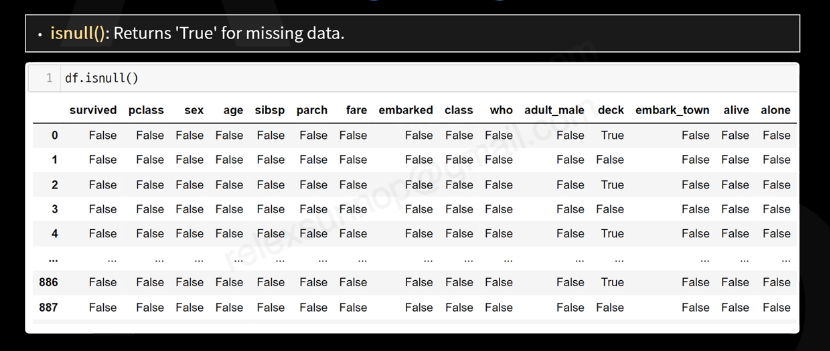 • isnull(): Returns 'True' for missing data.
1 df.isnull()
survived pclass sex age sibsp parch fare embarked class who adult_male deck embark_town alive alone
0 False False False False False False False False False False False True False False False
1 False False False False False False False False False False False False False False False
2 False False False False False False False False False False False True False False False
3 False False False False False False False False False False False False False False False
4 False False False False False False False False False False False True False False False
... ... ... ... ... ... ... ... ... ... ... ... ... ... ... ...
886 False False False False False False False False False False False True False False False
887 False False False False False False False False False False False False False False False